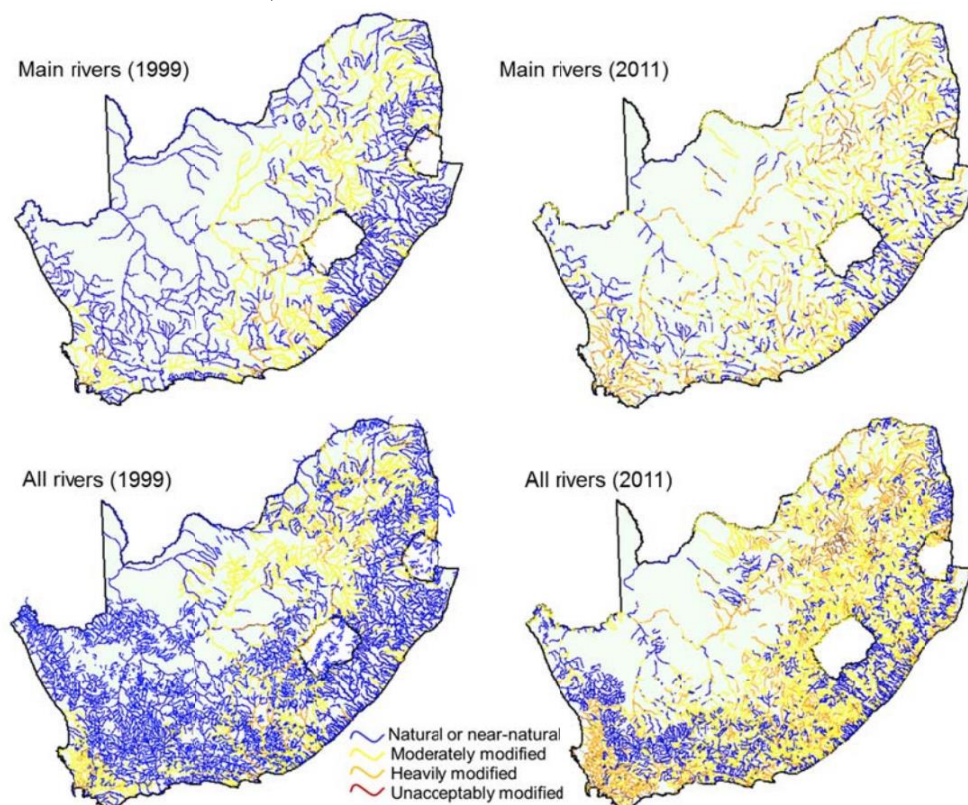 Main rivers (1999)
Main rivers (2011)
All rivers (1999)
All rivers (2011)
Natural or near-natural
Moderately modified
Heavily modified
Unacceptably modified